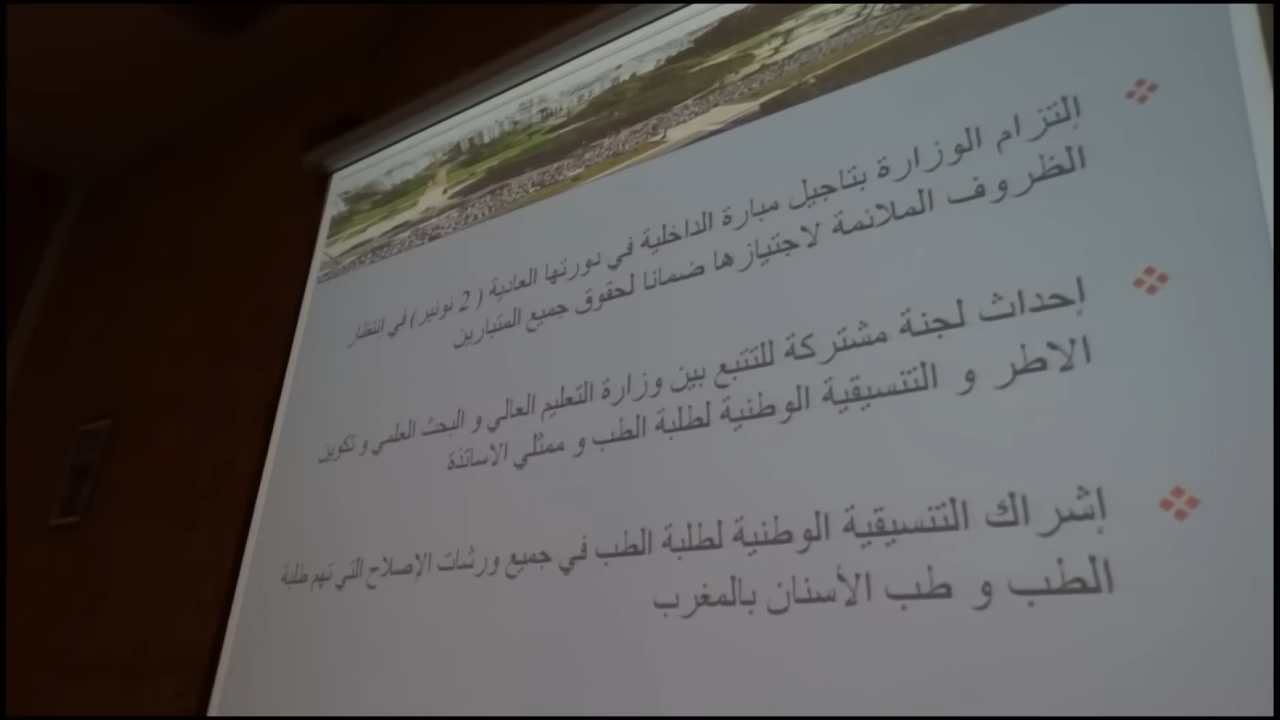 إلتزام الوزارة بتاجيل مبارة الداخلية في دورتها العادية ( 2 نونبر) في انتظار
الظروف الملائمة لاجتيازها ضمانا لحقوق جميع المتبارين
إحداث لجنة مشتركة للتتبع بين وزارة التعليم العالي و البحث العلمي و تكوين
الاطر و التنسيقية الوطنية لطلبة الطب و ممثلي الاساتذة
إشراك التنسيقية الوطنية لطلبة الطب في جميع ورشات الإصلاح التي تهم طلبة
الطب و طب الأسنان بالمغرب